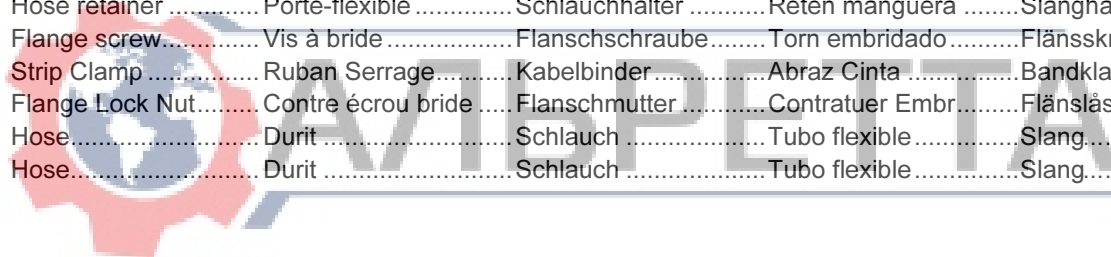 Hose retainer ............. Porte-flexible .............. Schlauchhalter ........... Reten manguera ....... Slangha
Flange screw.............. Vis à bride ................... Flanschschraube....... Torn embridado .......... Flänsskr
Strip Clamp ................. Ruban Serrage........... Kabelbinder............... Abraz Cinta ................ Bandkla
Flange Lock Nut......... Contre écrou bride ..... Flanschmutter ............ Contratuer Embr......... Flänslås
Hose........................... Durit ........................... Schlauch .................... Tubo flexible ............... Slang....
Hose........................... Durit ........................... Schlauch .................... Tubo flexible ............... Slang....
АЛЬРЕТТА